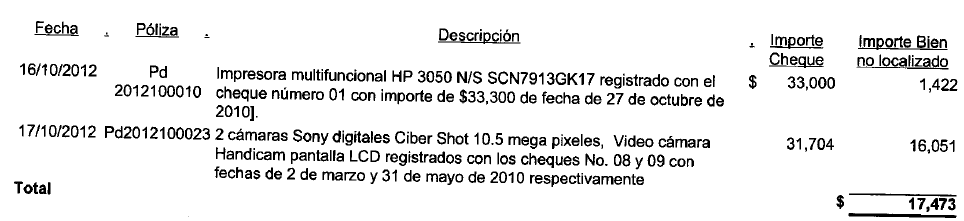 Fecha . Póliza . Descripción . Importe Cheque Importe Bien no localizado
16/10/2012 Pd 2012100010 Impresora multifuncional HP 3050 N/S SCN7913GK17 registrado con el $ 33,000 1,422
cheque número 01 con importe de $33,300 de fecha de 27 de octubre de
2010].
17/10/2012 Pd2012100023 2 cámaras Sony digitales Ciber Shot 10.5 mega pixeles, Video cámara 31,704 16,051
Handicam pantalla LCD registrados con los cheques No. 08 y 09 con
fechas de 2 de marzo y 31 de mayo de 2010 respectivamente
Total $ 17,473